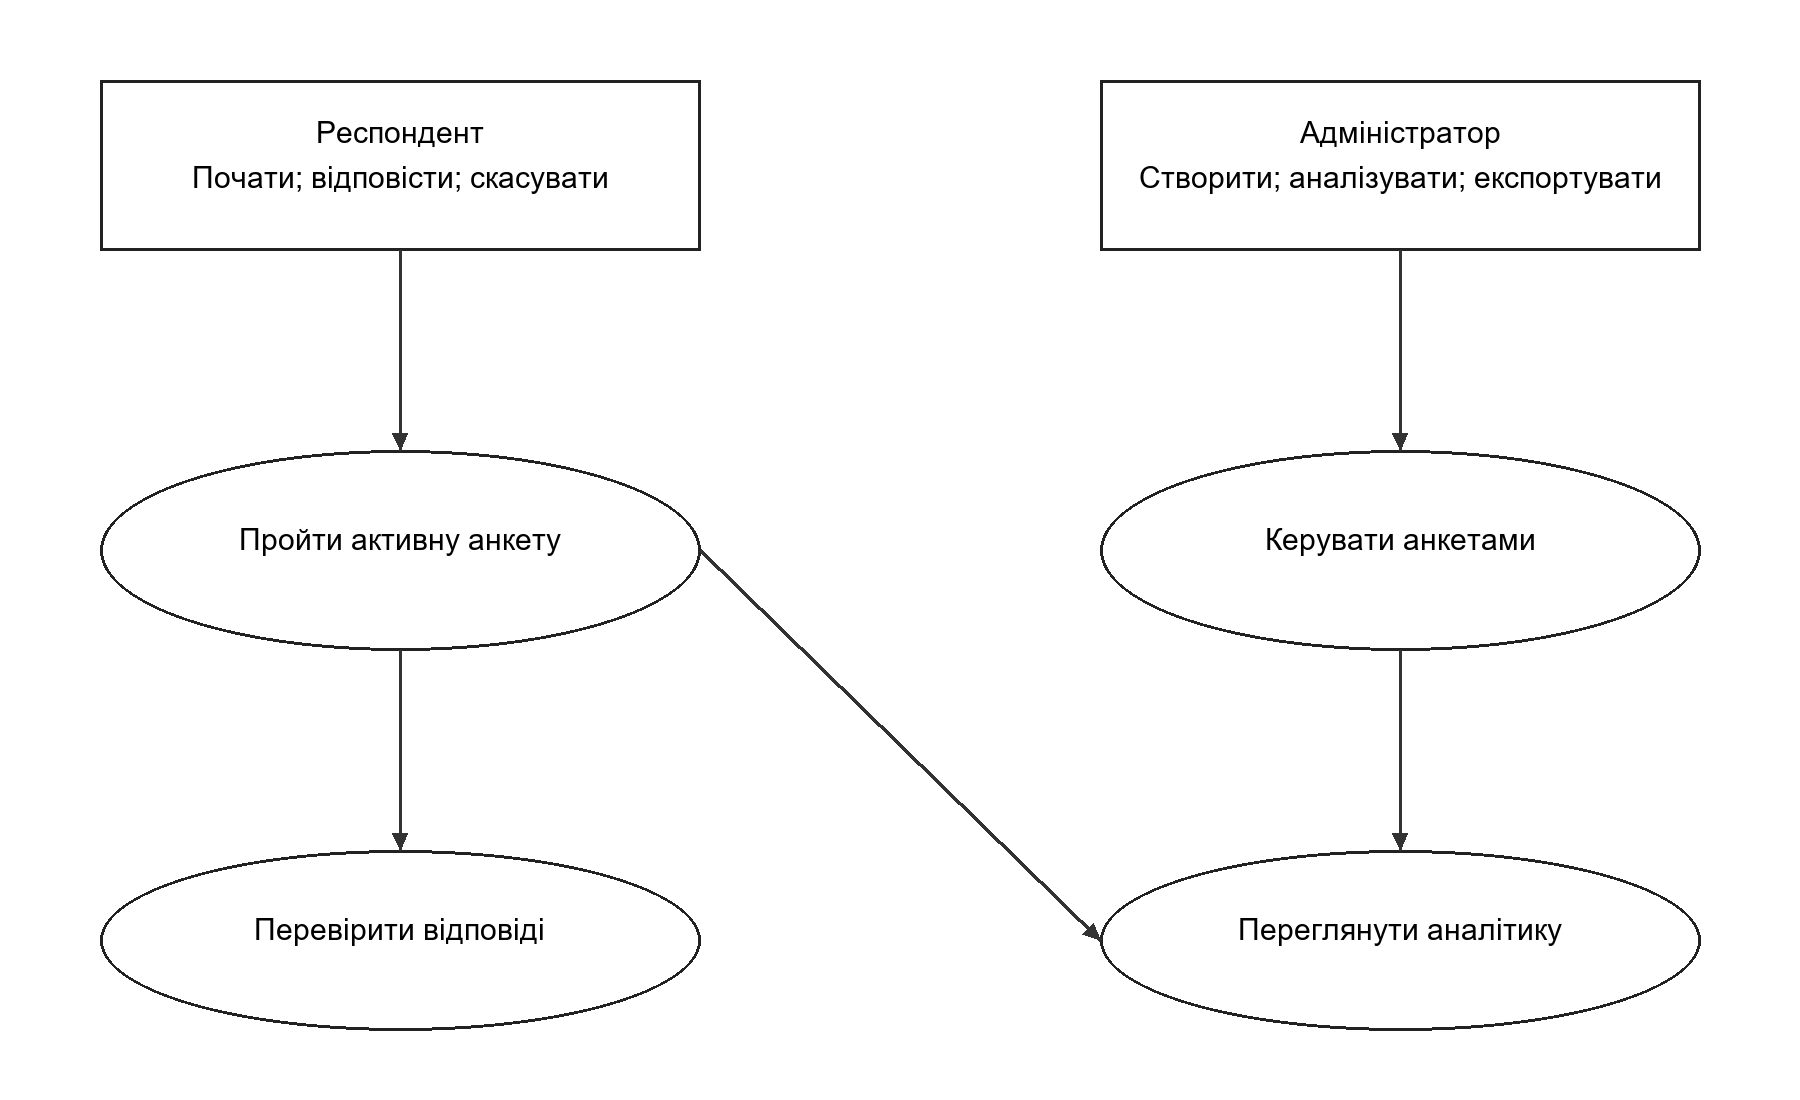 Респондент
Почати; відповісти; скасувати
Адміністратор
Створити; аналізувати; експортувати
Пройти активну анкету
Керувати анкетами
Перевірити відповіді
Переглянути аналітику